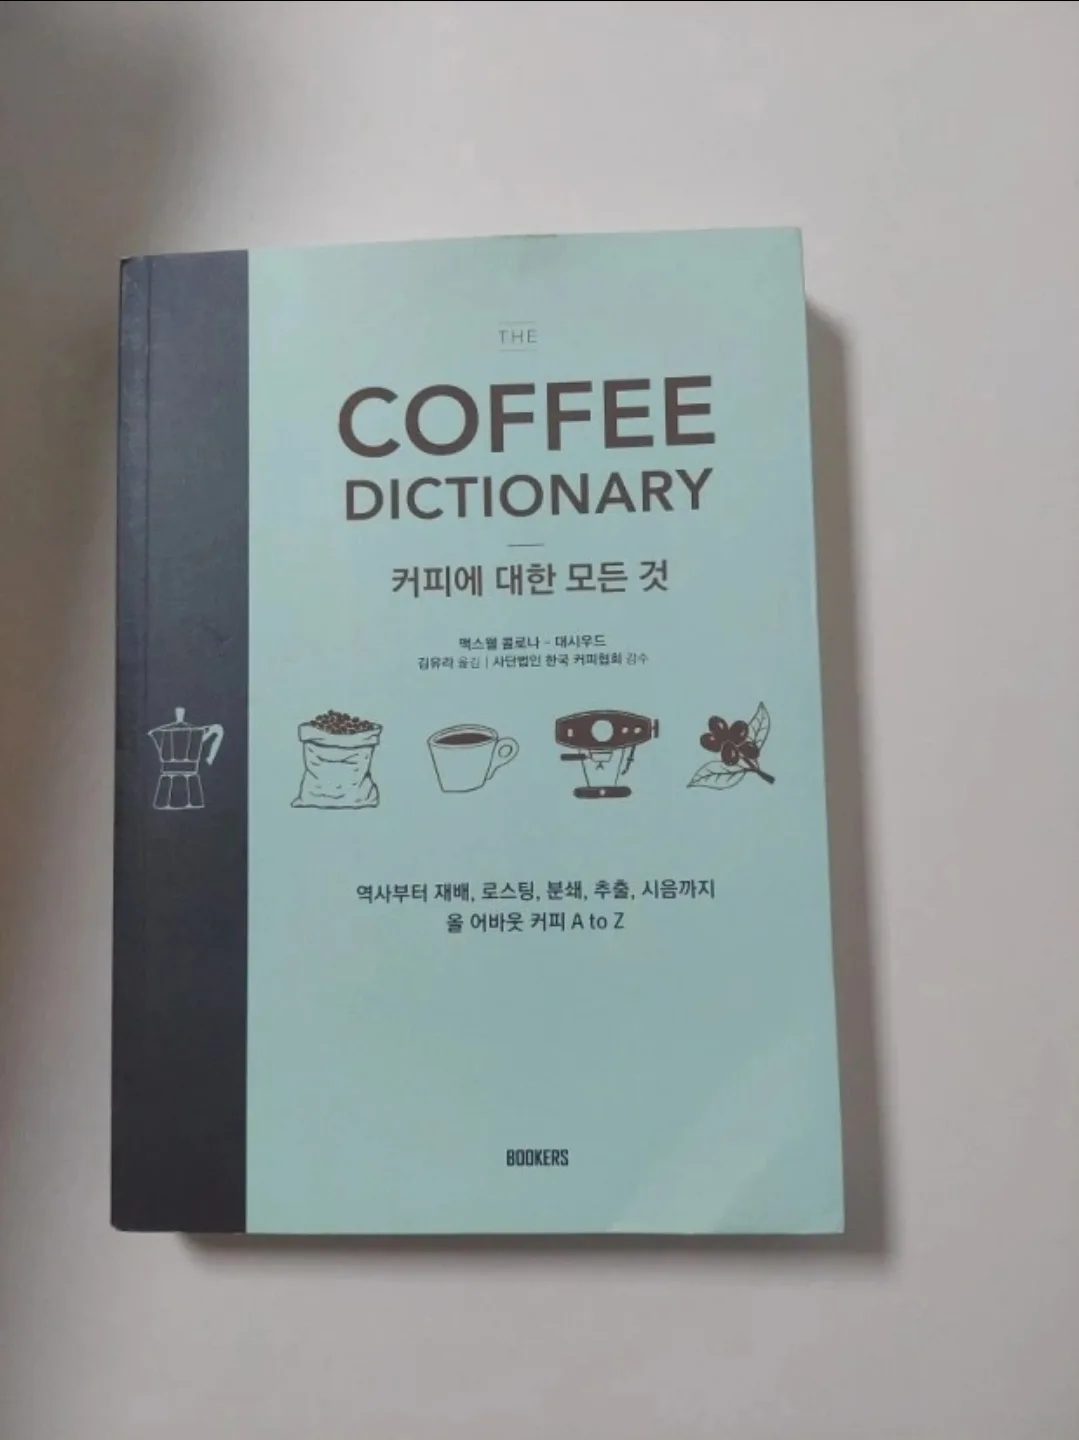 THE
COFFEE
DICTIONARY
커피에 대한 모든 것
맥스웰 콜로나 - 대시우드
김유라 옮김 | 사단법인 한국 커피협회 감수
역사부터 재배, 로스팅, 분쇄, 추출, 시음까지
올 어바웃 커피 A to Z
BOOKERS